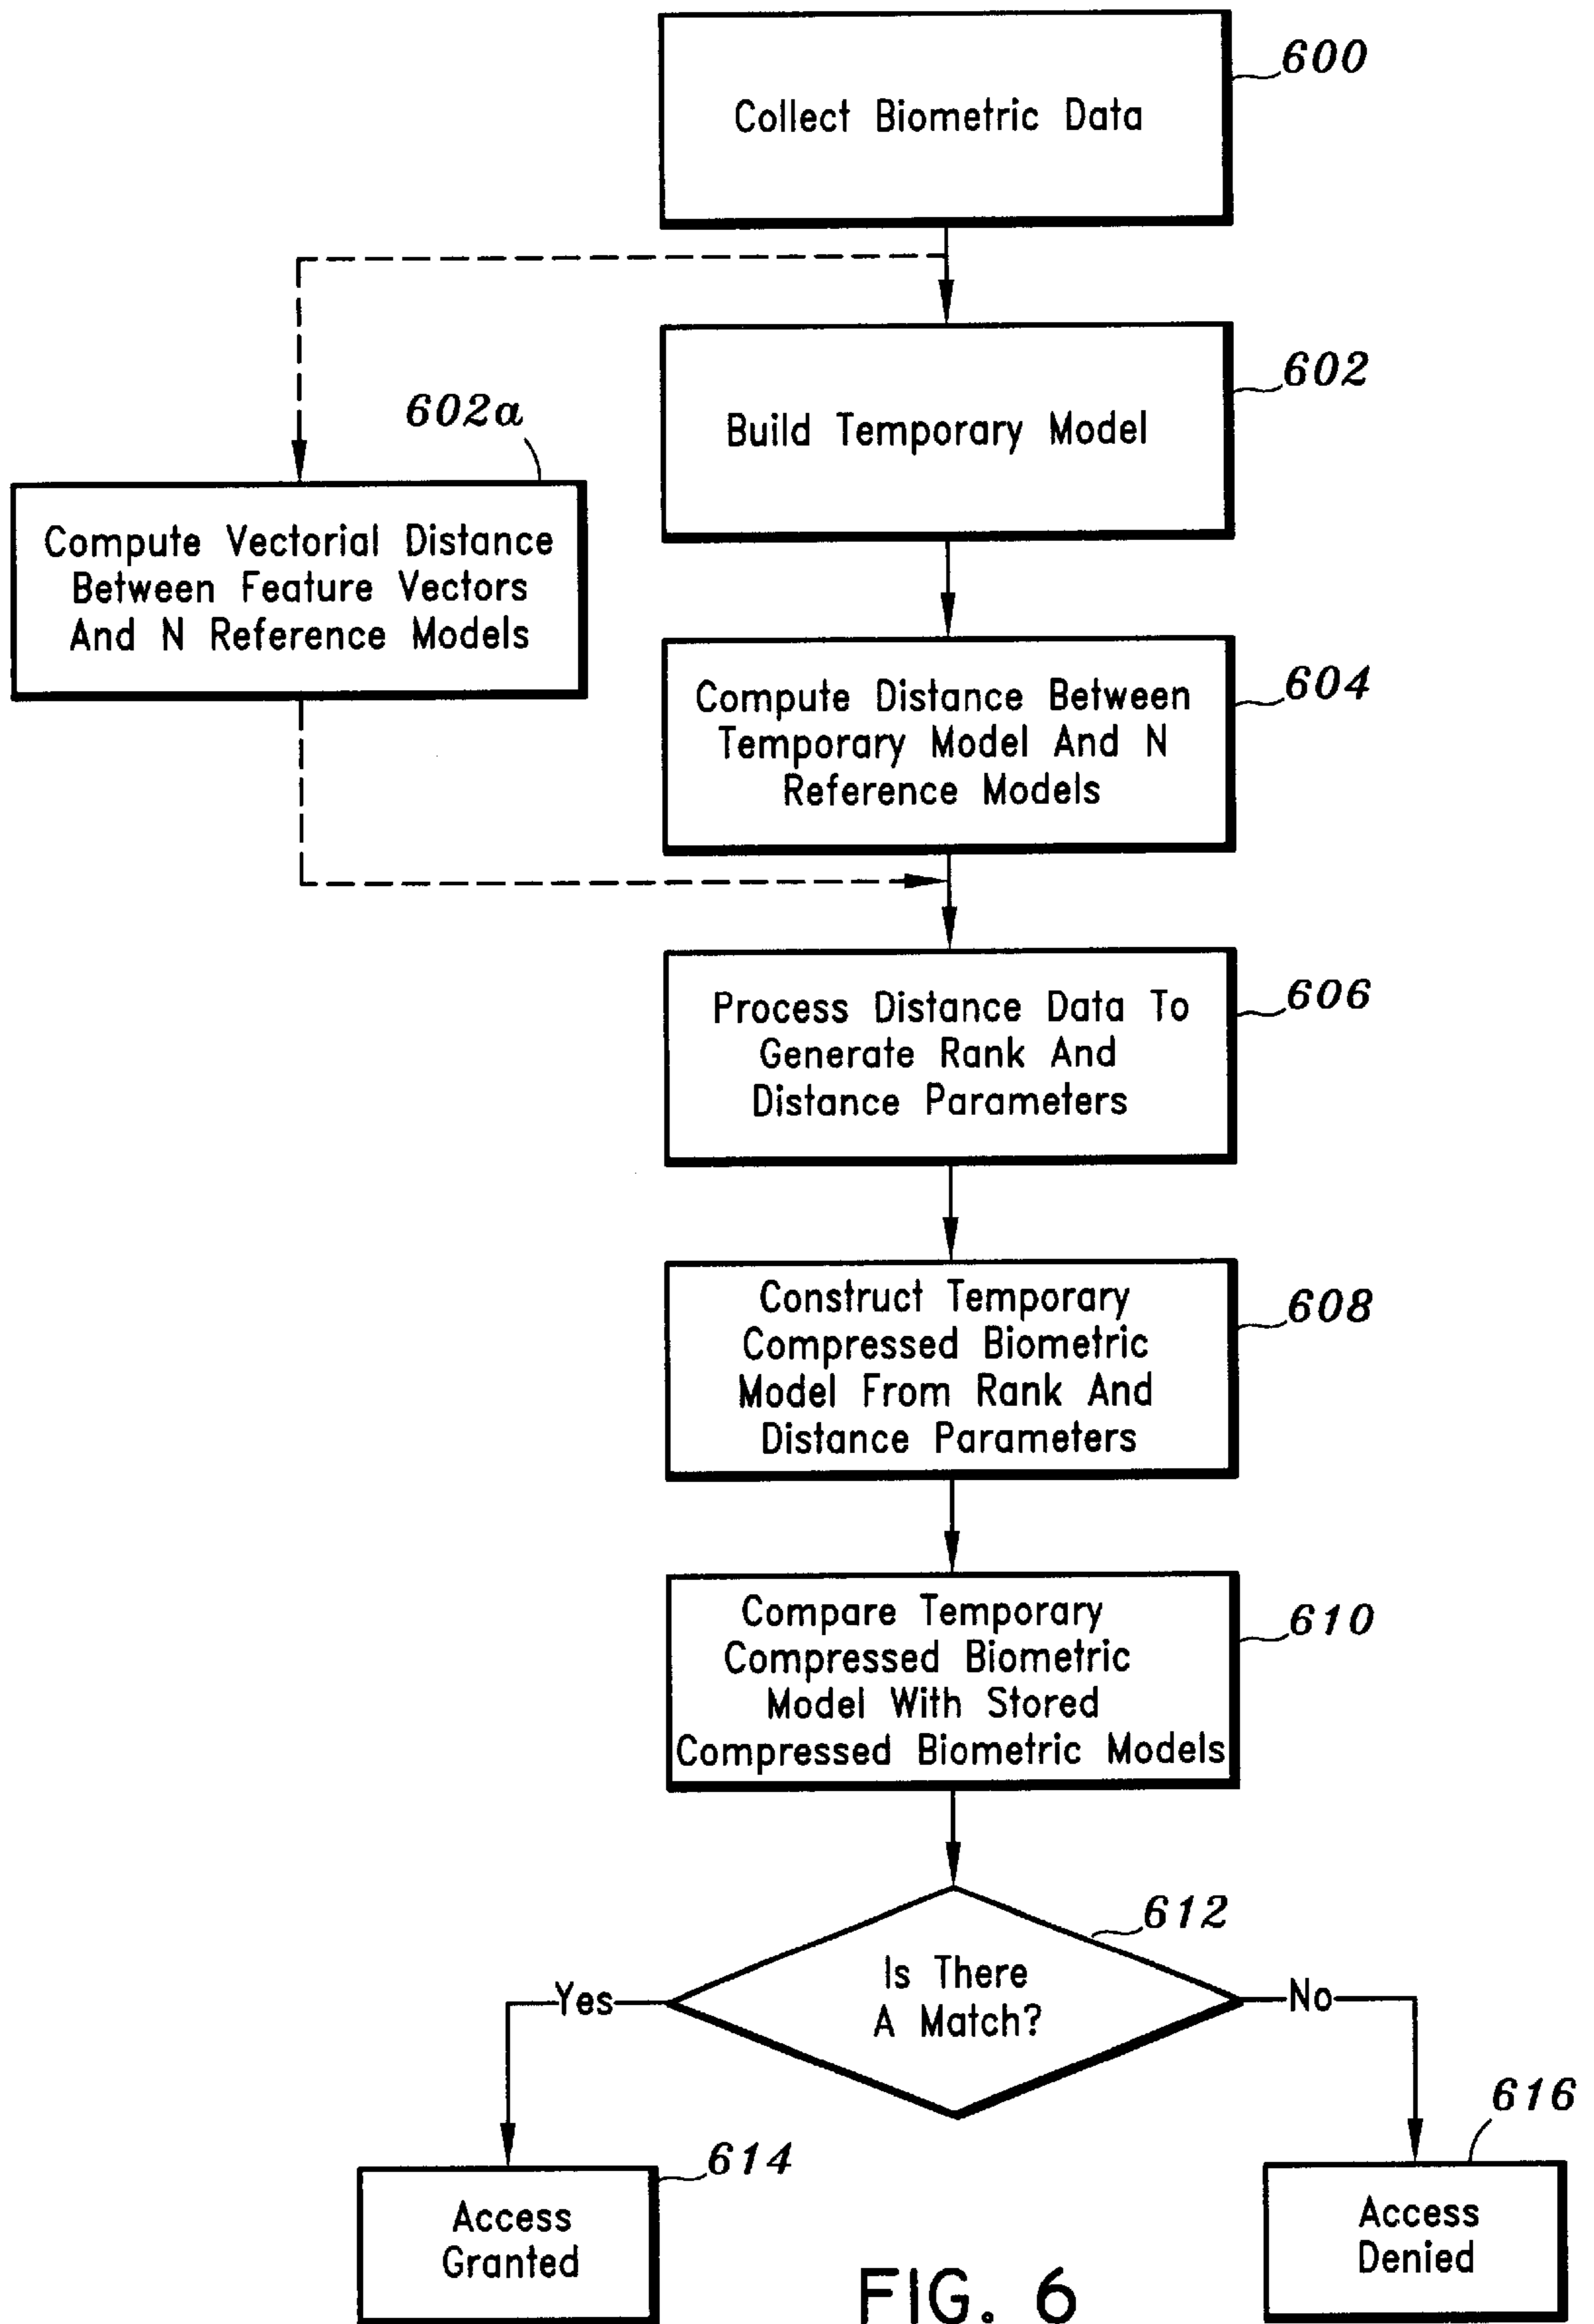 600
Collect Biometric Data
602
Build Temporary Model
602a
Compute Vectorial Distance
Between Feature Vectors
And N Reference Models
604
Compute Distance Between
Temporary Model And N
Reference Models
606
Process Distance Data To
Generate Rank And
Distance Parameters
608
Construct Temporary
Compressed Biometric
Model From Rank And
Distance Parameters
610
Compare Temporary
Compressed Biometric
Model With Stored
Compressed Biometric Models
612
Is There
A Match?
Yes
No
614
Access
Granted
616
Access
Denied
FIG. 6